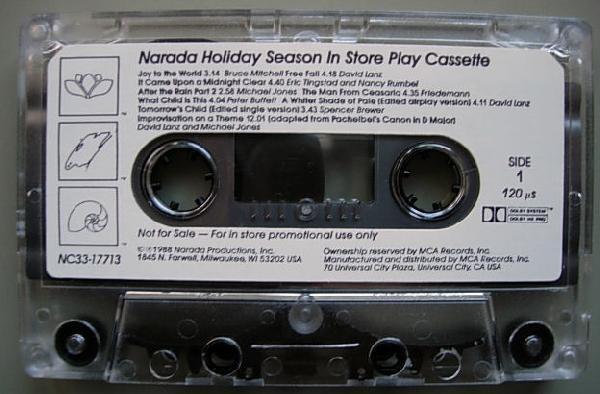 Narada Holiday Season In Store Play Cassette
Joy to the World 3.14 Bruce Mitchell Free Fall 4.18 David Lanz
It Came Upon a Midnight Clear 4.40 Eric Tingstad and Nancy Rumbel
After the Rain Part 2 2.58 Michael Jones The Man From Ceasaric 4.35 Friedemann
What Child Is This 4.04 Peter Buffett A Whiter Shade of Pale (Edited airplay version) 4.11 David Lanz
Tomorrow's Child (Edited single version) 3.43 Spencer Brewer
Improvisation on a Theme 12.01 (adapted from Pachelbel's Canon in D Major)
David Lanz and Michael Jones
SIDE
1
120 µs
DOLBY SYSTEM
DOLBY HX PRO
Not for Sale — For in store promotional use only
NC33-17713
©℗1988 Narada Productions, Inc.
1845 N. Farwell, Milwaukee, WI 53202 USA
Ownership reserved by MCA Records, Inc.
Manufactured and distributed by MCA Records, Inc.
70 Universal City Plaza, Universal City, CA USA